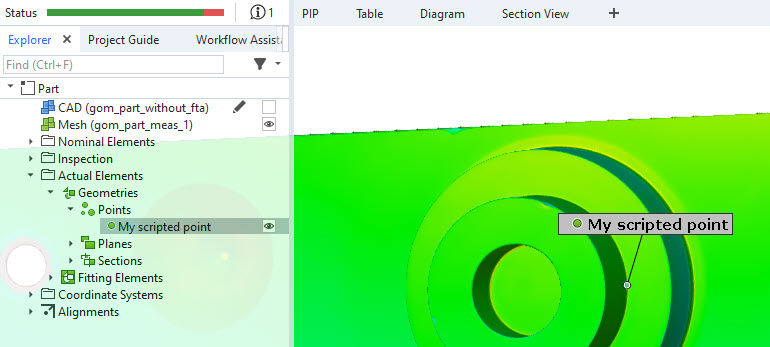 Status
1
PIP
Table
Diagram
Section View
Explorer
Project Guide
Workflow Assista
Find (Ctrl+F)
Part
CAD (gom_part_without_fta)
Mesh (gom_part_meas_1)
Nominal Elements
Inspection
Actual Elements
Geometries
Points
My scripted point
Planes
Sections
Fitting Elements
Coordinate Systems
Alignments
My scripted point